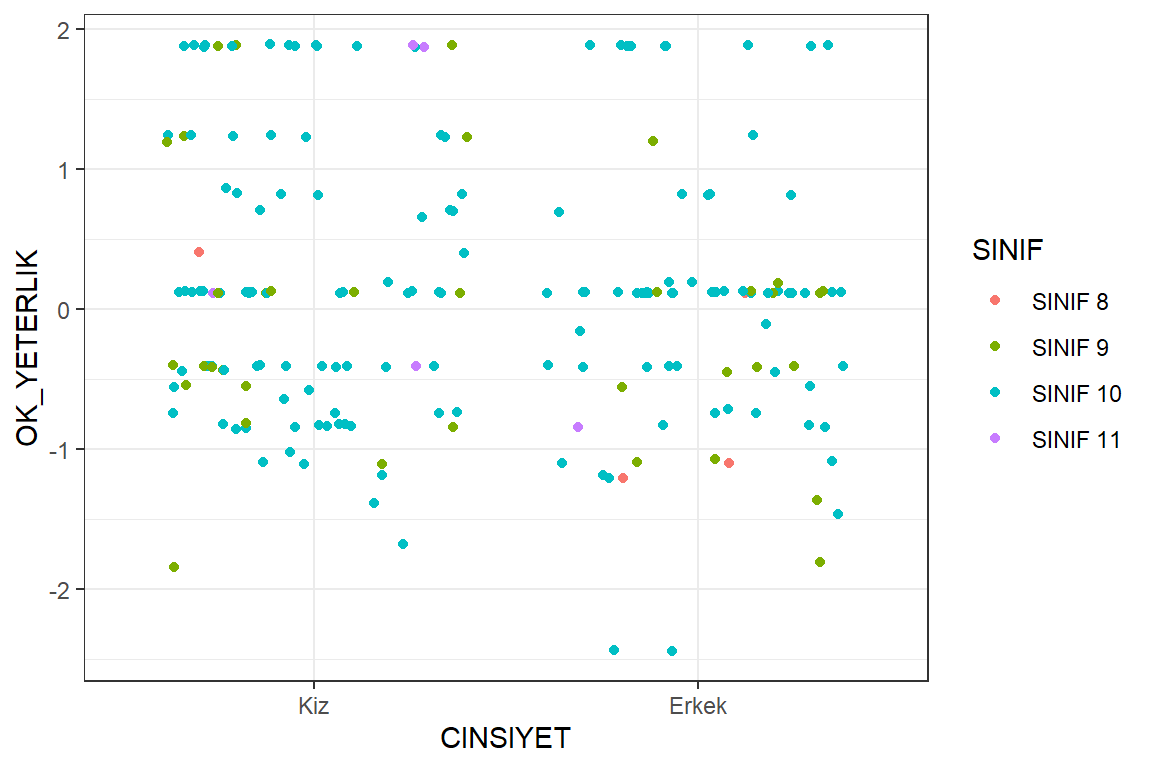 2
1
0
-1
-2
OK_YETERLIK
Kiz
Erkek
CINSIYET
SINIF
SINIF 8
SINIF 9
SINIF 10
SINIF 11